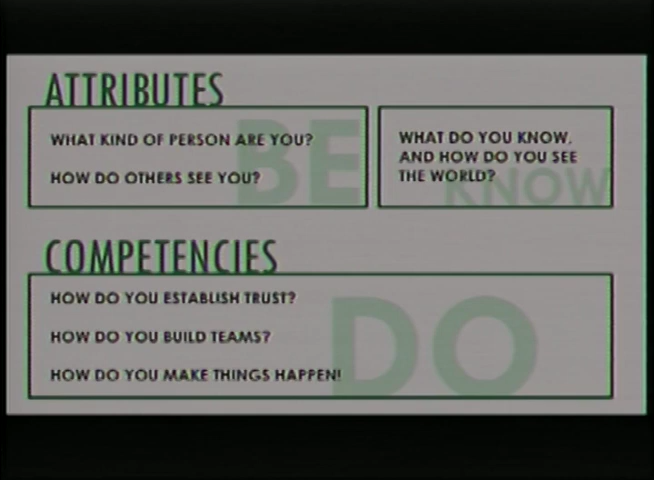 ATTRIBUTES
BE
WHAT KIND OF PERSON ARE YOU?
HOW DO OTHERS SEE YOU?
KNOW
WHAT DO YOU KNOW,
AND HOW DO YOU SEE
THE WORLD?
COMPETENCIES
DO
HOW DO YOU ESTABLISH TRUST?
HOW DO YOU BUILD TEAMS?
HOW DO YOU MAKE THINGS HAPPEN!